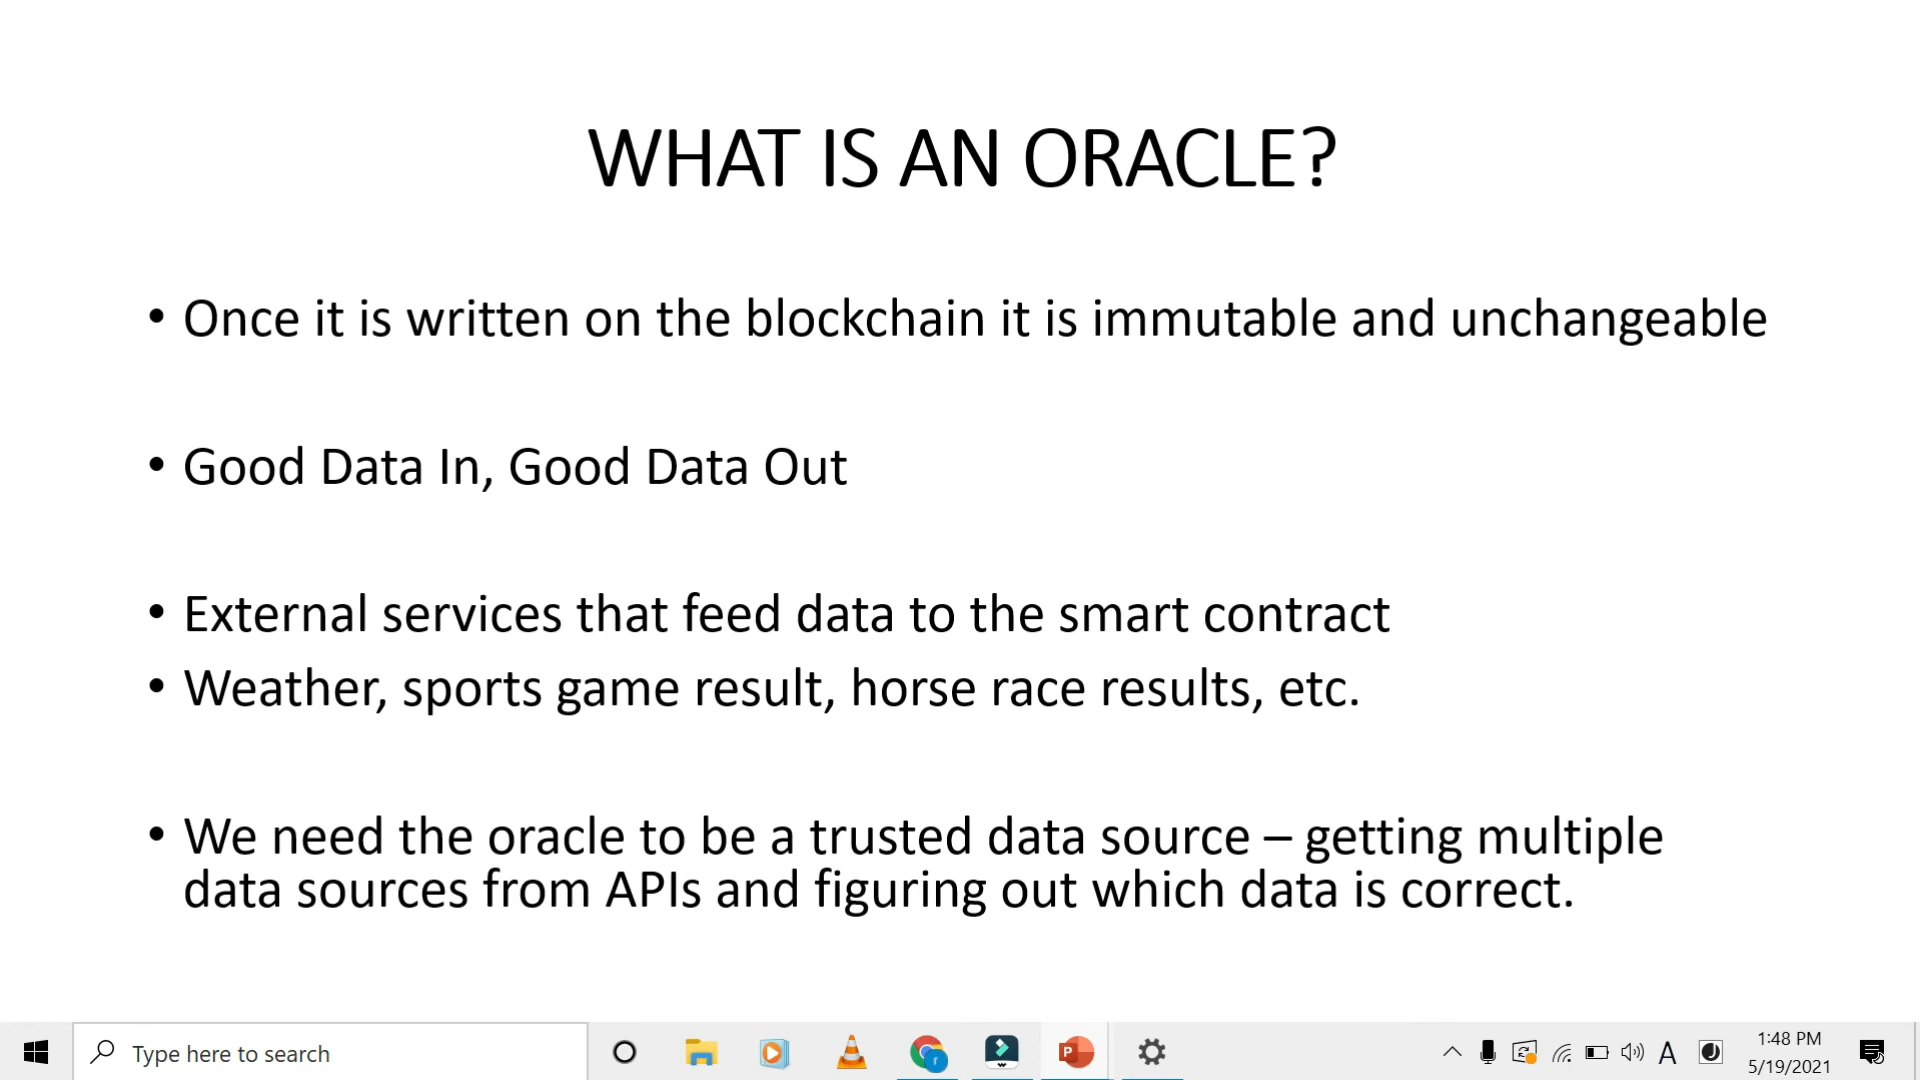 WHAT IS AN ORACLE?
• Once it is written on the blockchain it is immutable and unchangeable
• Good Data In, Good Data Out
• External services that feed data to the smart contract
• Weather, sports game result, horse race results, etc.
• We need the oracle to be a trusted data source – getting multiple
data sources from APIs and figuring out which data is correct.
Type here to search
1:48 PM
5/19/2021